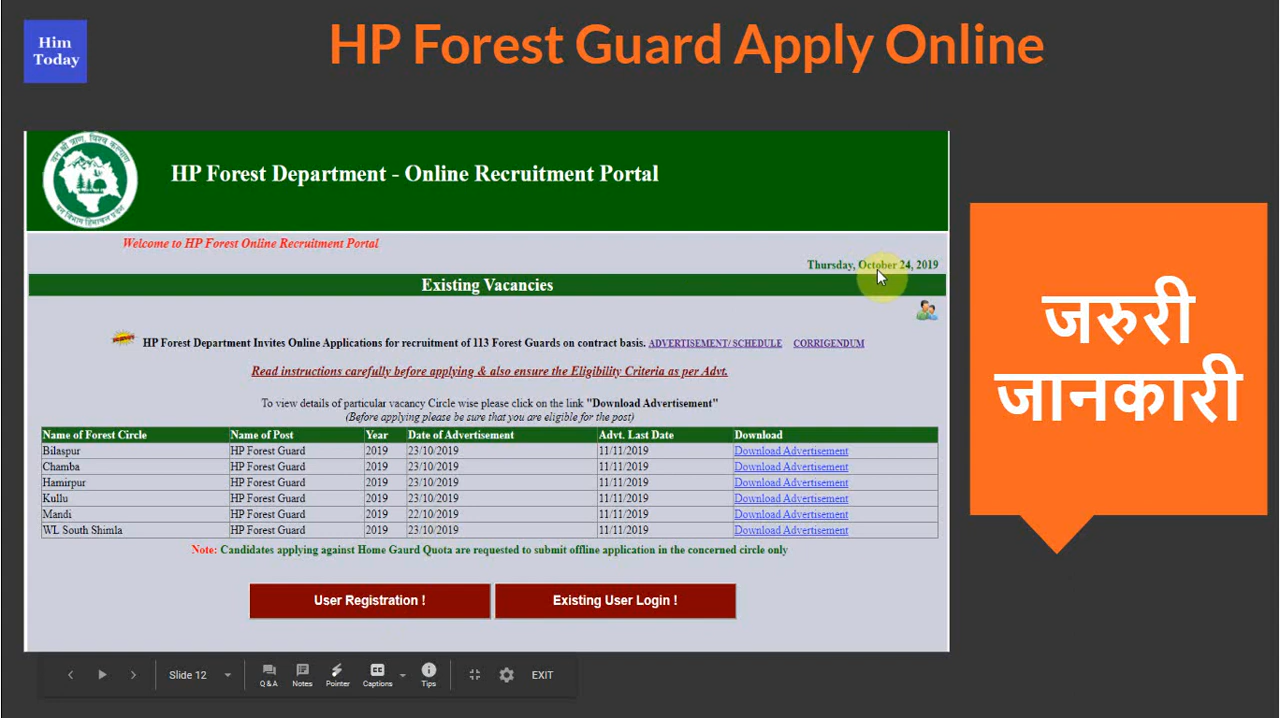 Him
Today
HP Forest Guard Apply Online
HP Forest Department - Online Recruitment Portal
Welcome to HP Forest Online Recruitment Portal
Thursday, October 24, 2019
Existing Vacancies
HP Forest Department Invites Online Applications for recruitment of 113 Forest Guards on contract basis. ADVERTISEMENT/ SCHEDULE CORRIGENDUM
Read instructions carefully before applying & also ensure the Eligibility Criteria as per Advt.
To view details of particular vacancy Circle wise please click on the link "Download Advertisement"
(Before applying please be sure that you are eligible for the post)
Name of Forest Circle Name of Post Year Date of Advertisement Advt. Last Date Download
Bilaspur HP Forest Guard 2019 23/10/2019 11/11/2019 Download Advertisement
Chamba HP Forest Guard 2019 23/10/2019 11/11/2019 Download Advertisement
Hamirpur HP Forest Guard 2019 23/10/2019 11/11/2019 Download Advertisement
Kullu HP Forest Guard 2019 23/10/2019 11/11/2019 Download Advertisement
Mandi HP Forest Guard 2019 22/10/2019 11/11/2019 Download Advertisement
WL South Shimla HP Forest Guard 2019 23/10/2019 11/11/2019 Download Advertisement
Note: Candidates applying against Home Gaurd Quota are requested to submit offline application in the concerned circle only
User Registration ! Existing User Login !
जरुरी
जानकारी
Slide 12 Q&A Notes Pointer Captions Tips EXIT